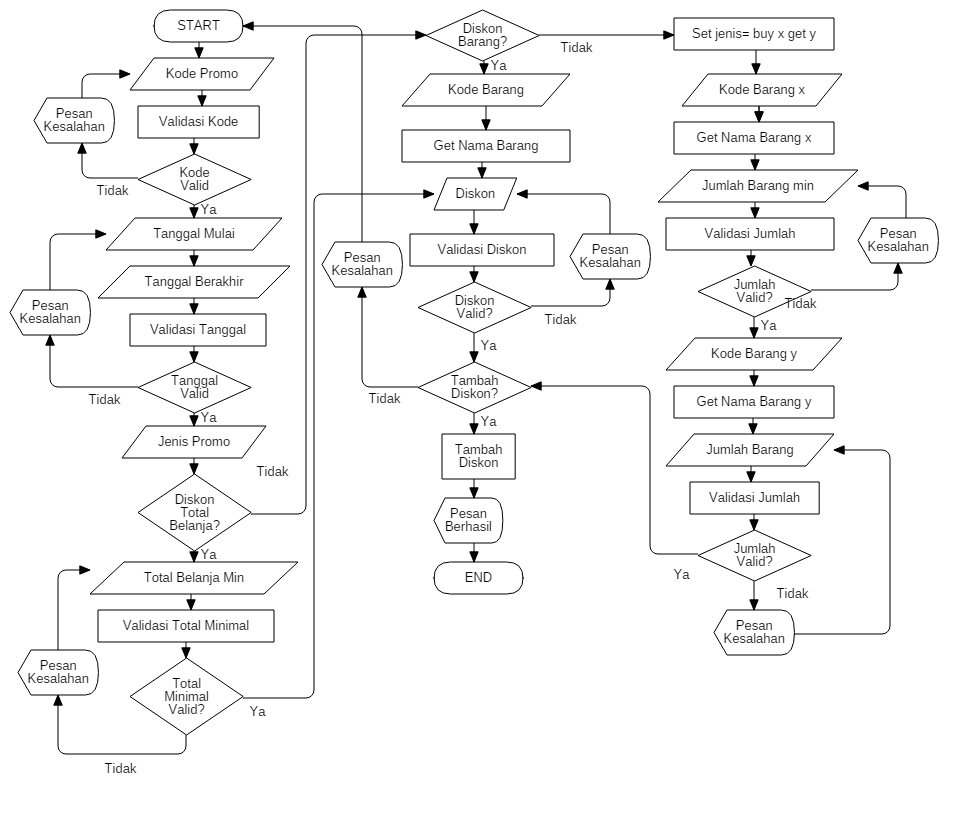 START
Kode Promo
Pesan
Kesalahan
Validasi Kode
Kode
Valid
Tidak
Ya
Tanggal Mulai
Tanggal Berakhir
Pesan
Kesalahan
Validasi Tanggal
Tanggal
Valid
Tidak
Ya
Jenis Promo
Tidak
Diskon
Total
Belanja?
Ya
Total Belanja Min
Validasi Total Minimal
Pesan
Kesalahan
Total
Minimal
Valid?
Ya
Tidak
Diskon
Barang?
Tidak
Ya
Kode Barang
Get Nama Barang
Diskon
Validasi Diskon
Pesan
Kesalahan
Pesan
Kesalahan
Diskon
Valid?
Tidak
Ya
Tambah
Diskon?
Tidak
Ya
Tambah
Diskon
Pesan
Berhasil
END
Set jenis= buy x get y
Kode Barang x
Get Nama Barang x
Jumlah Barang min
Validasi Jumlah
Pesan
Kesalahan
Jumlah
Valid?
Tidak
Ya
Kode Barang y
Get Nama Barang y
Jumlah Barang
Validasi Jumlah
Jumlah
Valid?
Ya
Tidak
Pesan
Kesalahan